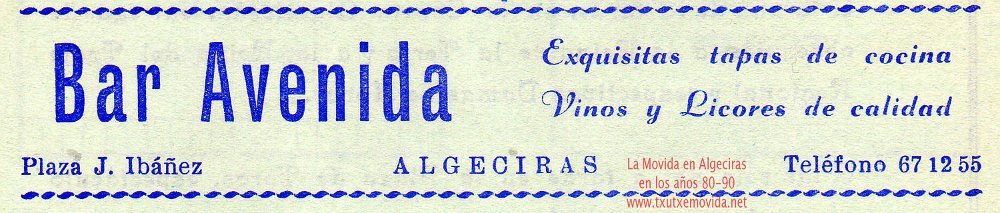 Bar Avenida
Exquisitas tapas de cocina
Vinos y Licores de calidad
Plaza J. Ibáñez
ALGECIRAS
Teléfono 67 12 55
La Movida en Algeciras
en los años 80-90
www.txutxemovida.net